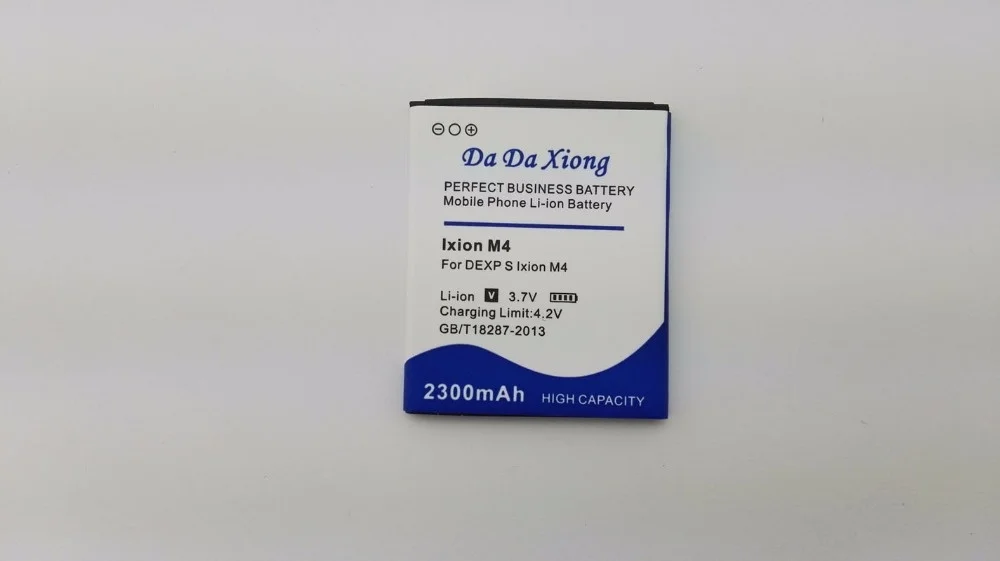 ⊖○⊕
Da Da Xiong
PERFECT BUSINESS BATTERY
Mobile Phone Li-ion Battery
Ixion M4
For DEXP S Ixion M4
Li-ion V 3.7V
Charging Limit:4.2V
GB/T18287-2013
2300mAh HIGH CAPACITY